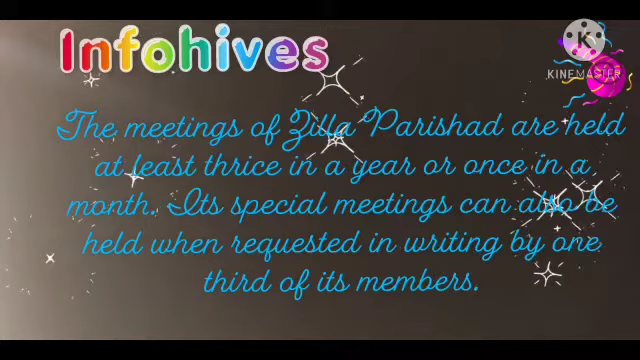 Infohives
KINEMASTER
The meetings of Zilla Parishad are held
at least thrice in a year or once in a
month. Its special meetings can also be
held when requested in writing by one
third of its members.